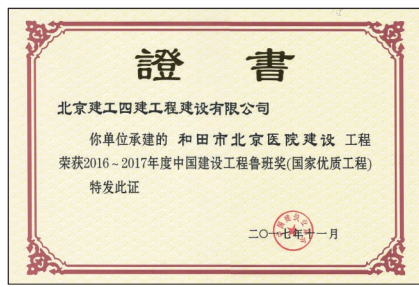 證書
北京建工四建工程建设有限公司
你单位承建的 和田市北京医院建设 工程
荣获2016~2017年度中国建设工程鲁班奖(国家优质工程)
特发此证
二〇一七年十一月